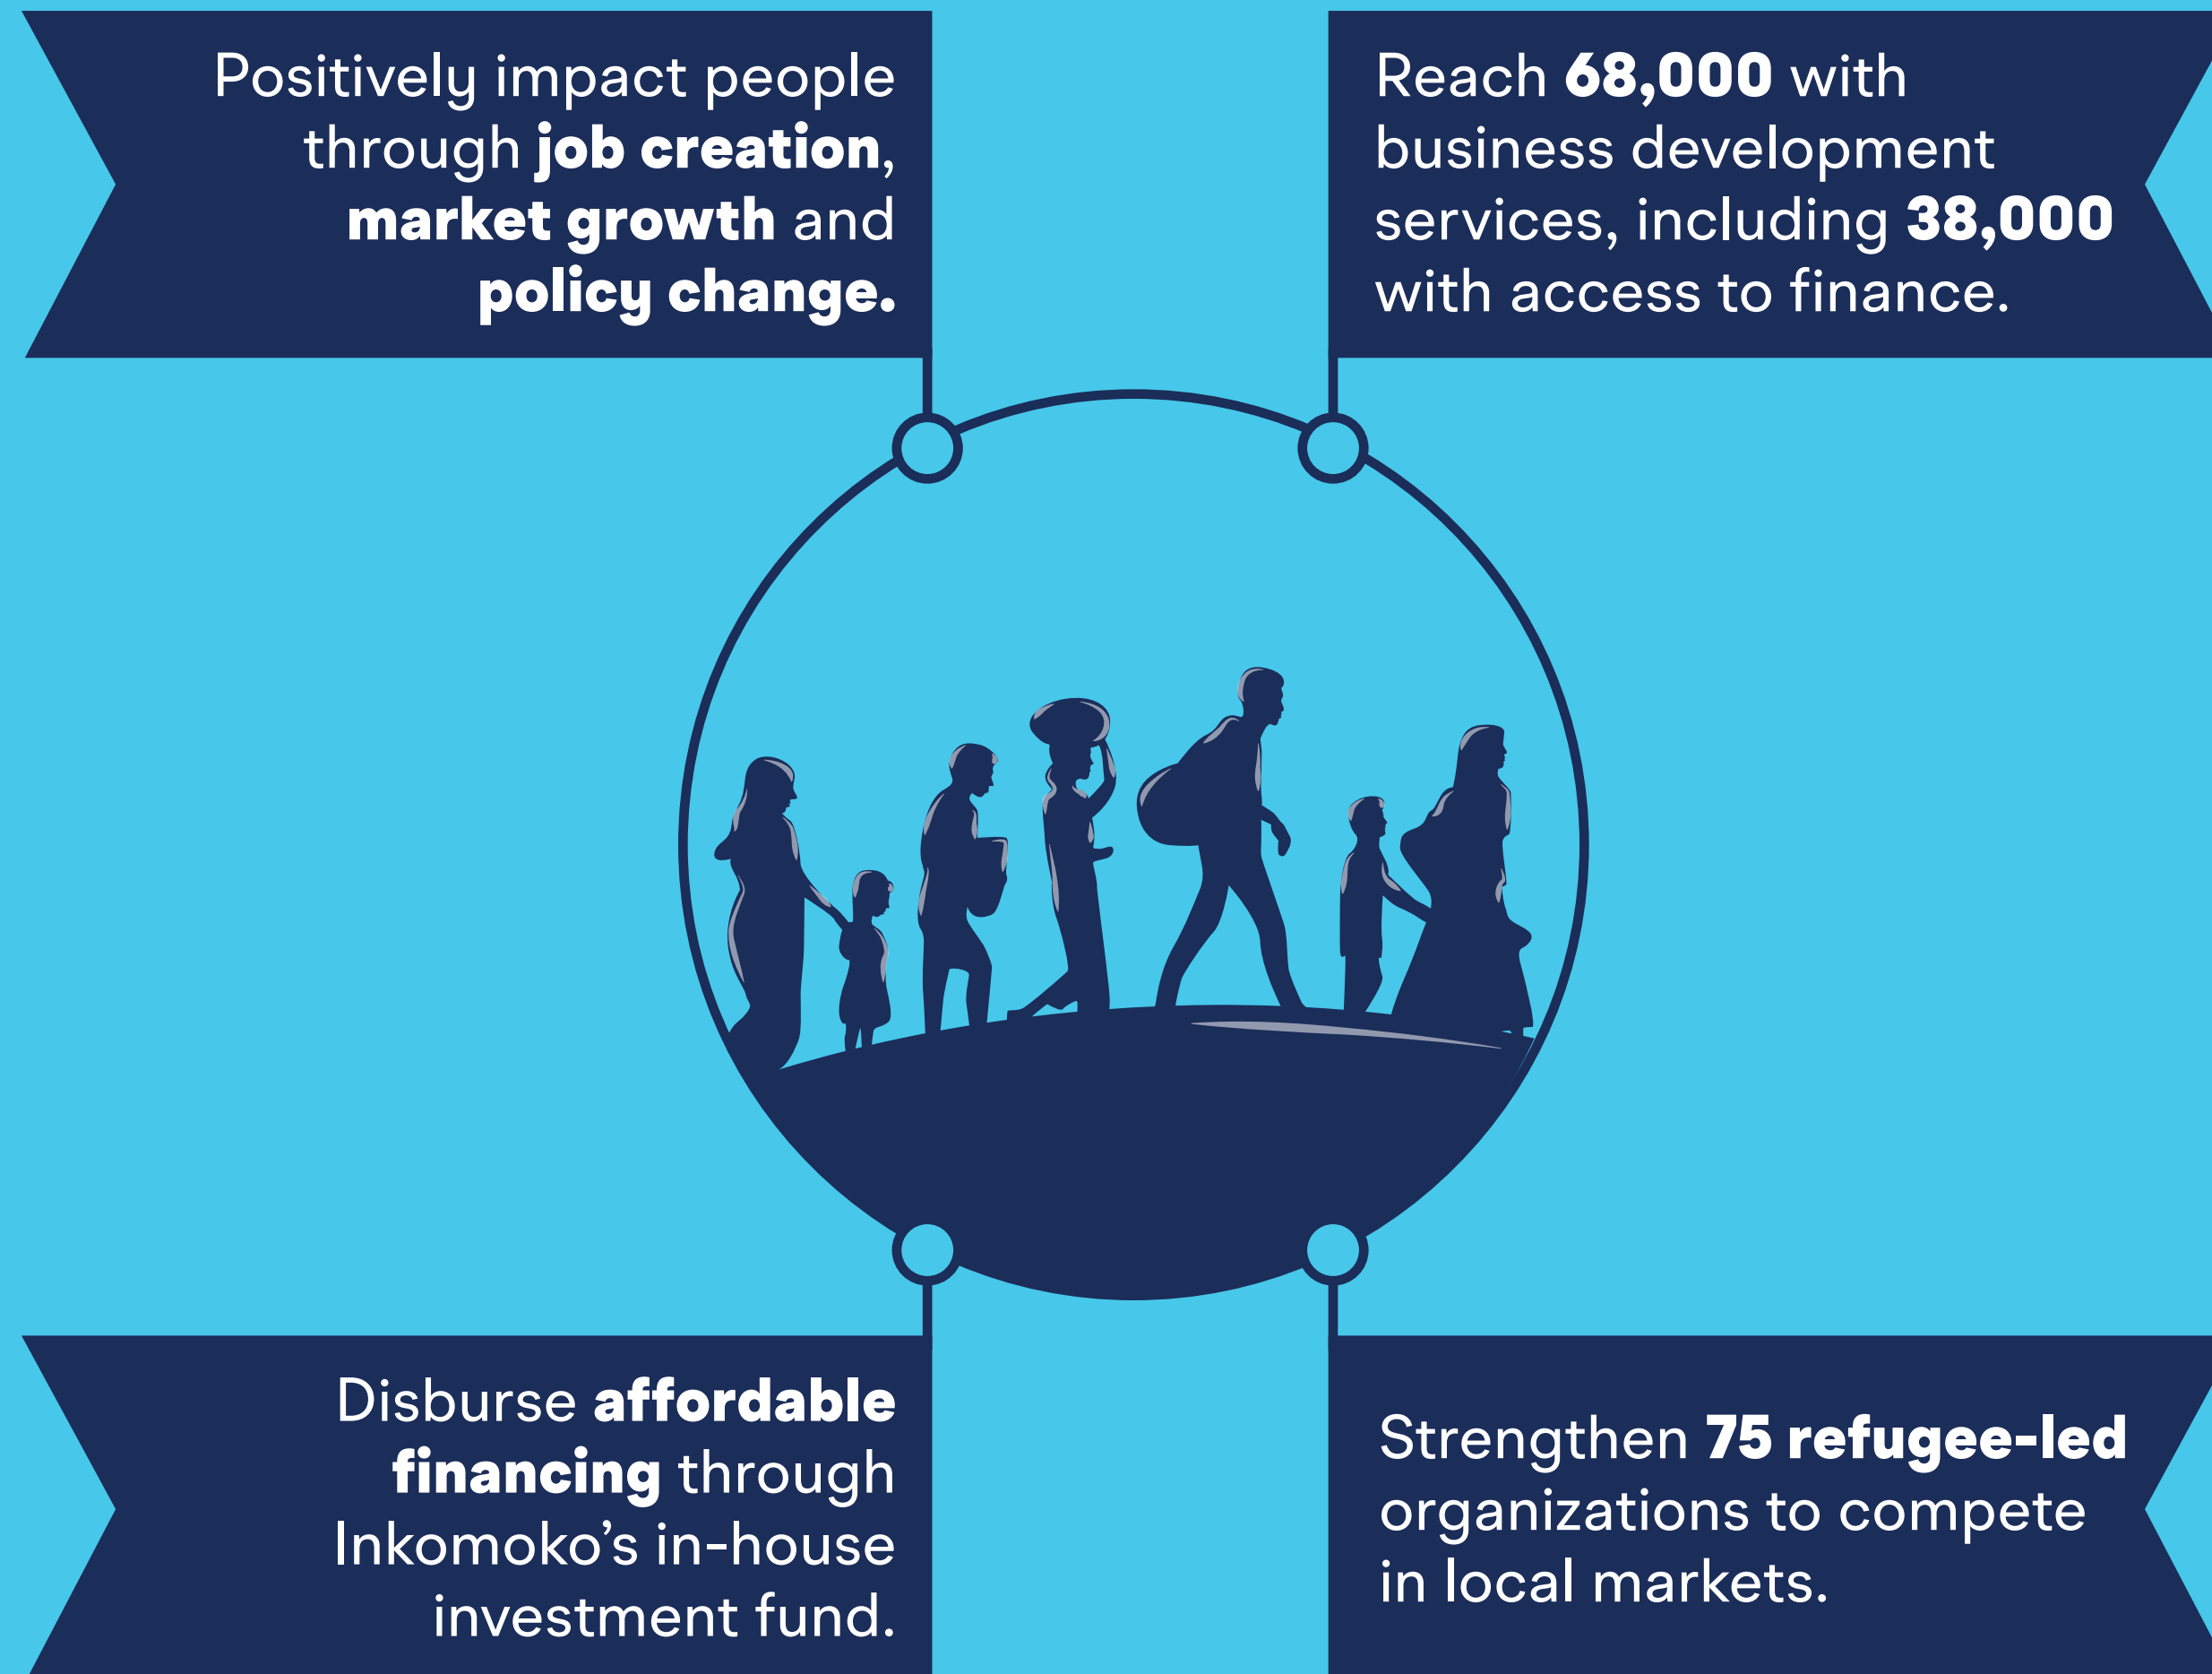 Positively impact people
through job creation,
market growth and
policy change.
Reach 68,000 with
business development
services, including 38,000
with access to finance.
Disburse affordable
financing through
Inkomoko’s in-house
investment fund.
Strengthen 75 refugee-led
organizations to compete
in local markets.